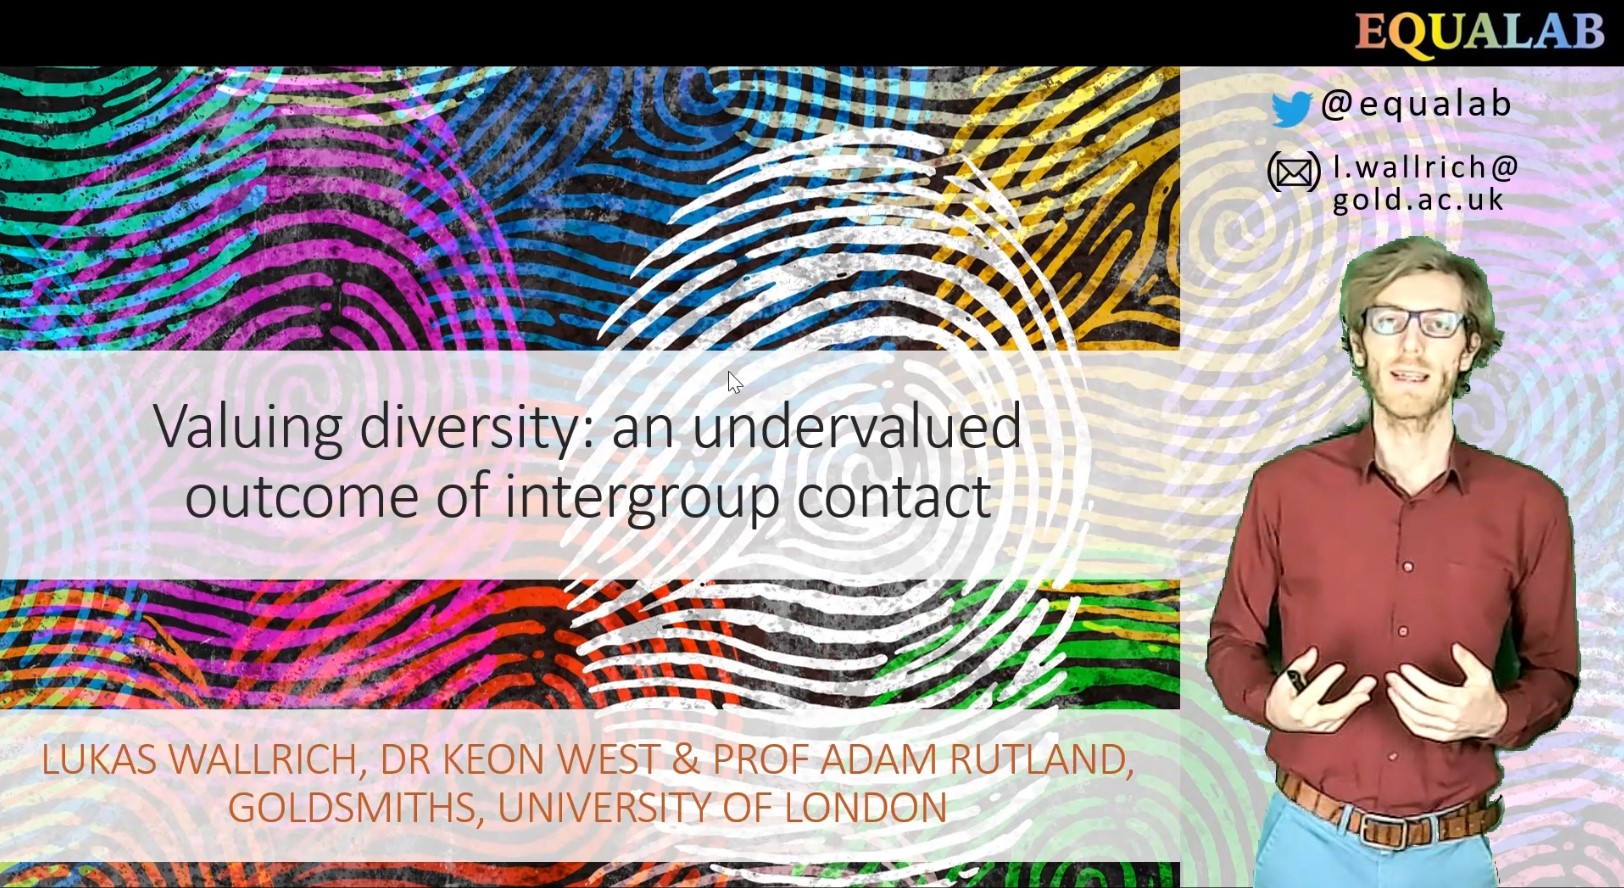 EQUALAB
@equalab
l.wallrich@
gold.ac.uk
Valuing diversity: an undervalued
outcome of intergroup contact
LUKAS WALLRICH, DR KEON WEST & PROF ADAM RUTLAND,
GOLDSMITHS, UNIVERSITY OF LONDON